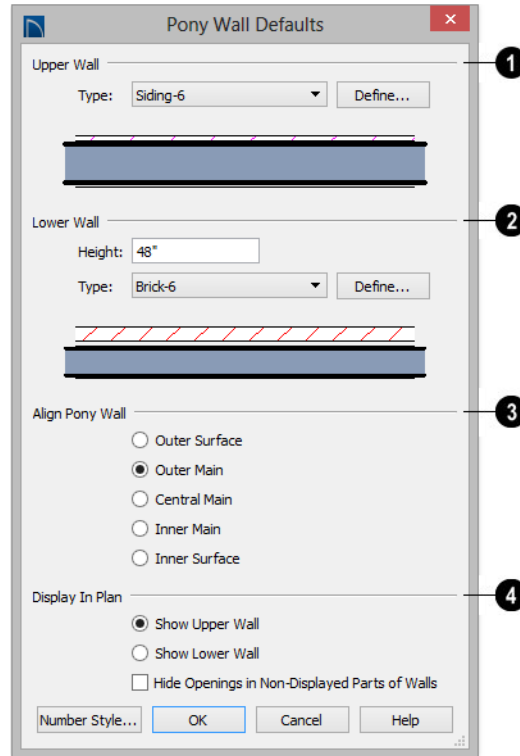 Pony Wall Defaults
Upper Wall
1
Type: Siding-6 Define...
Lower Wall
2
Height: 48"
Type: Brick-6 Define...
Align Pony Wall
3
Outer Surface
Outer Main
Central Main
Inner Main
Inner Surface
Display In Plan
4
Show Upper Wall
Show Lower Wall
Hide Openings in Non-Displayed Parts of Walls
Number Style... OK Cancel Help